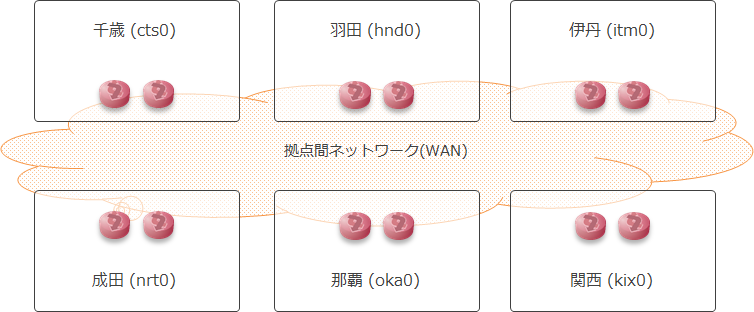 千歳 (cts0)
羽田 (hnd0)
伊丹 (itm0)
拠点間ネットワーク(WAN)
成田 (nrt0)
那覇 (oka0)
関西 (kix0)